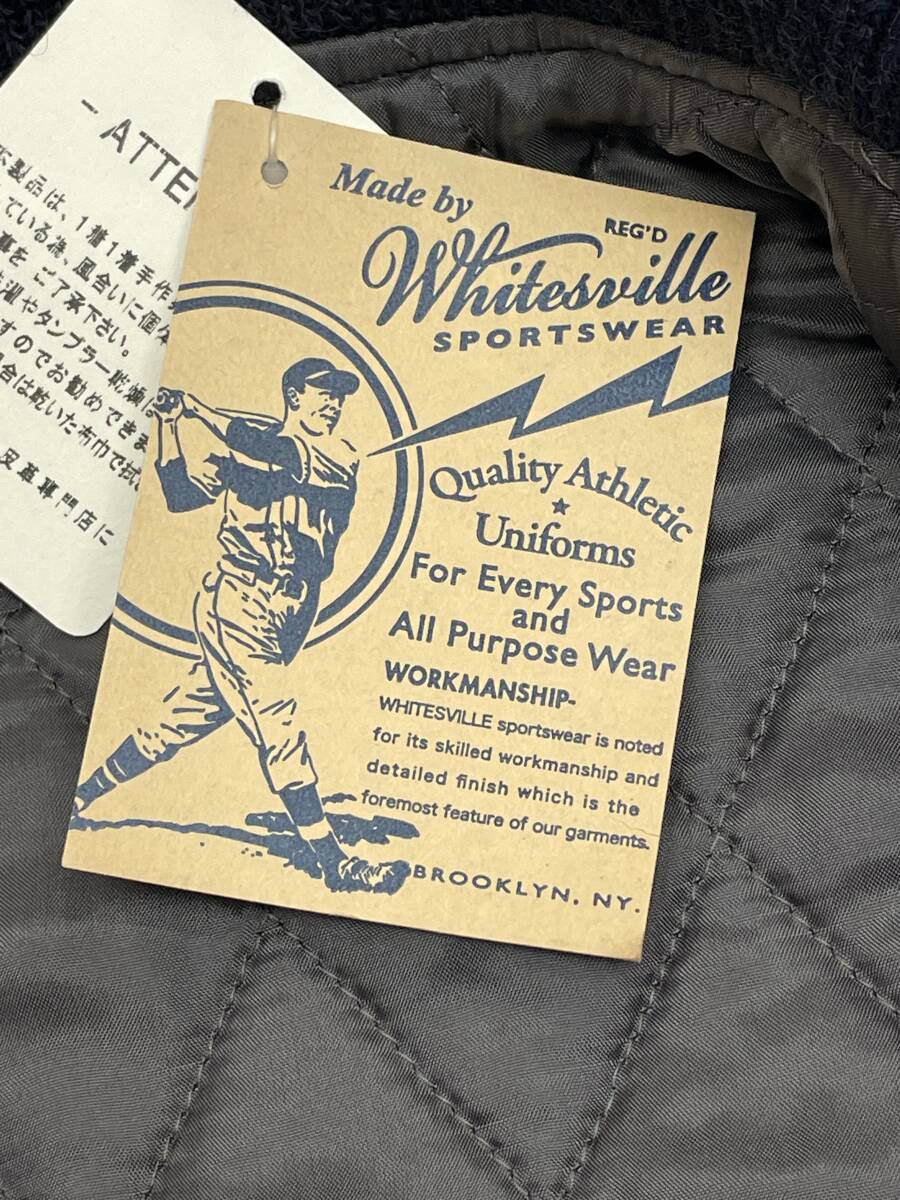 - ATTE
製品は、1着1着手作
ている為、風合いに個
ご了承下さい。
濯やタンブラー乾燥は
すのでお勧めできま
合は乾いた布巾で拭
皮革専門店に
Made by
REG'D
Whitesville
SPORTSWEAR
Quality Athletic
★
Uniforms
For Every Sports
and
All Purpose Wear
WORKMANSHIP-
WHITESVILLE sportswear is noted
for its skilled workmanship and
detailed finish which is the
foremost feature of our garments.
BROOKLYN, NY.